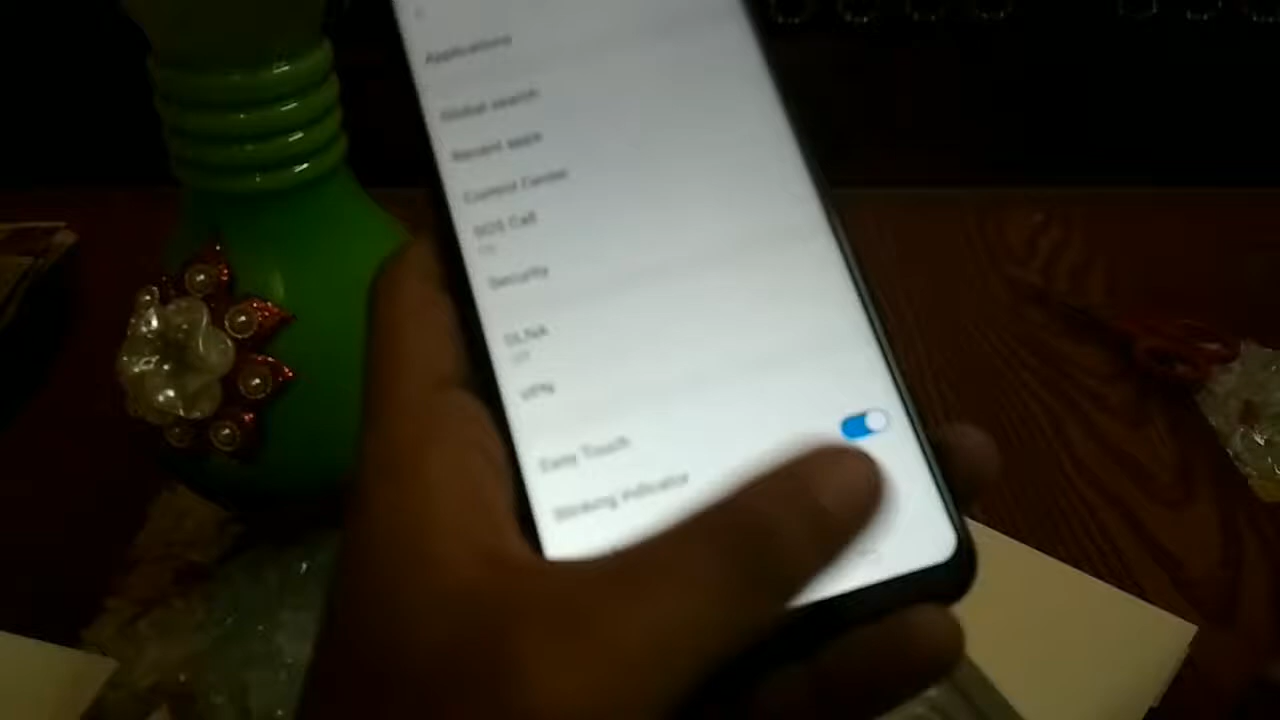 Applications
Global search
Recent apps
Control Center
SOS Call
Security
DLNA
VPN
Easy Touch
Blinking indicator